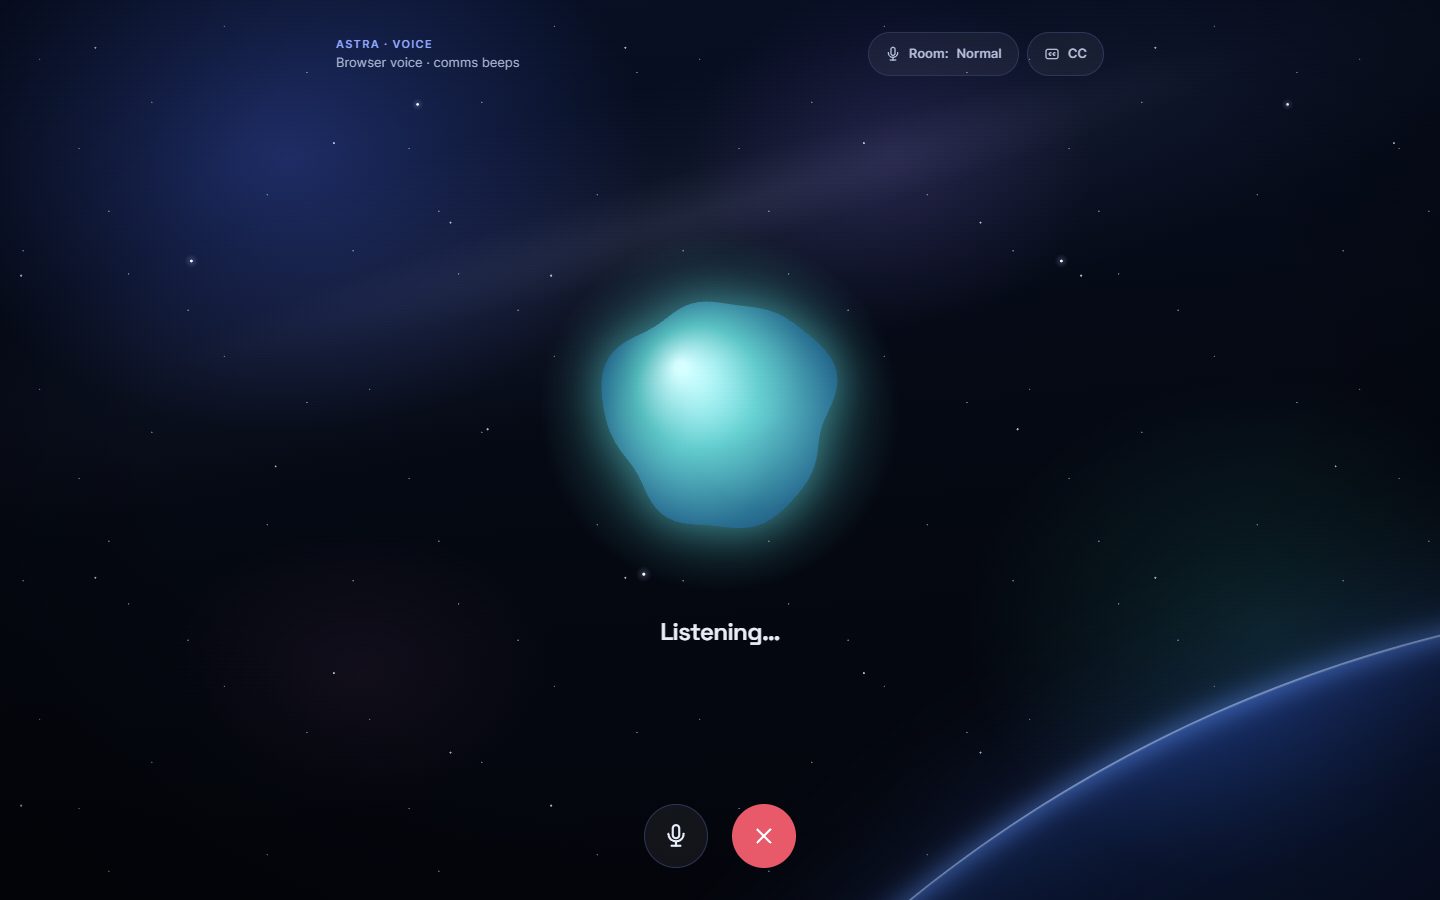 ASTRA · VOICE
Browser voice · comms beeps
Room: Normal
CC
Listening...